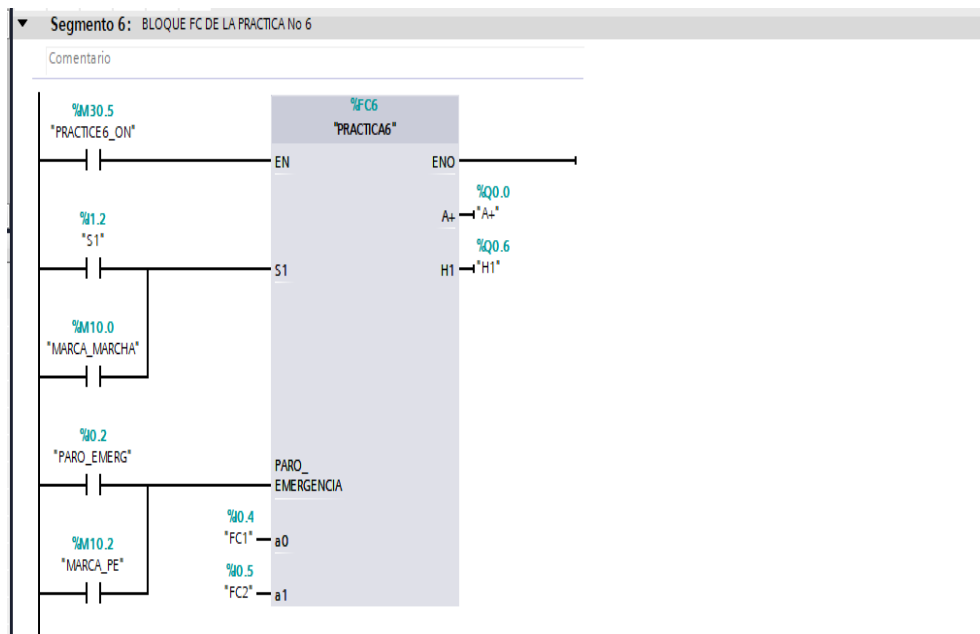 Segmento 6: BLOQUE FC DE LA PRACTICA No 6
Comentario
%M30.5
"PRACTICE6_ON"
%FC6
"PRACTICA6"
EN
ENO
%Q0.0
A+
"A+"
%I1.2
"S1"
%Q0.6
S1
H1
"H1"
%M10.0
"MARCA_MARCHA"
%I0.2
"PARO_EMERG"
PARO_
EMERGENCIA
%I0.4
"FC1"
a0
%M10.2
"MARCA_PE"
%I0.5
"FC2"
a1